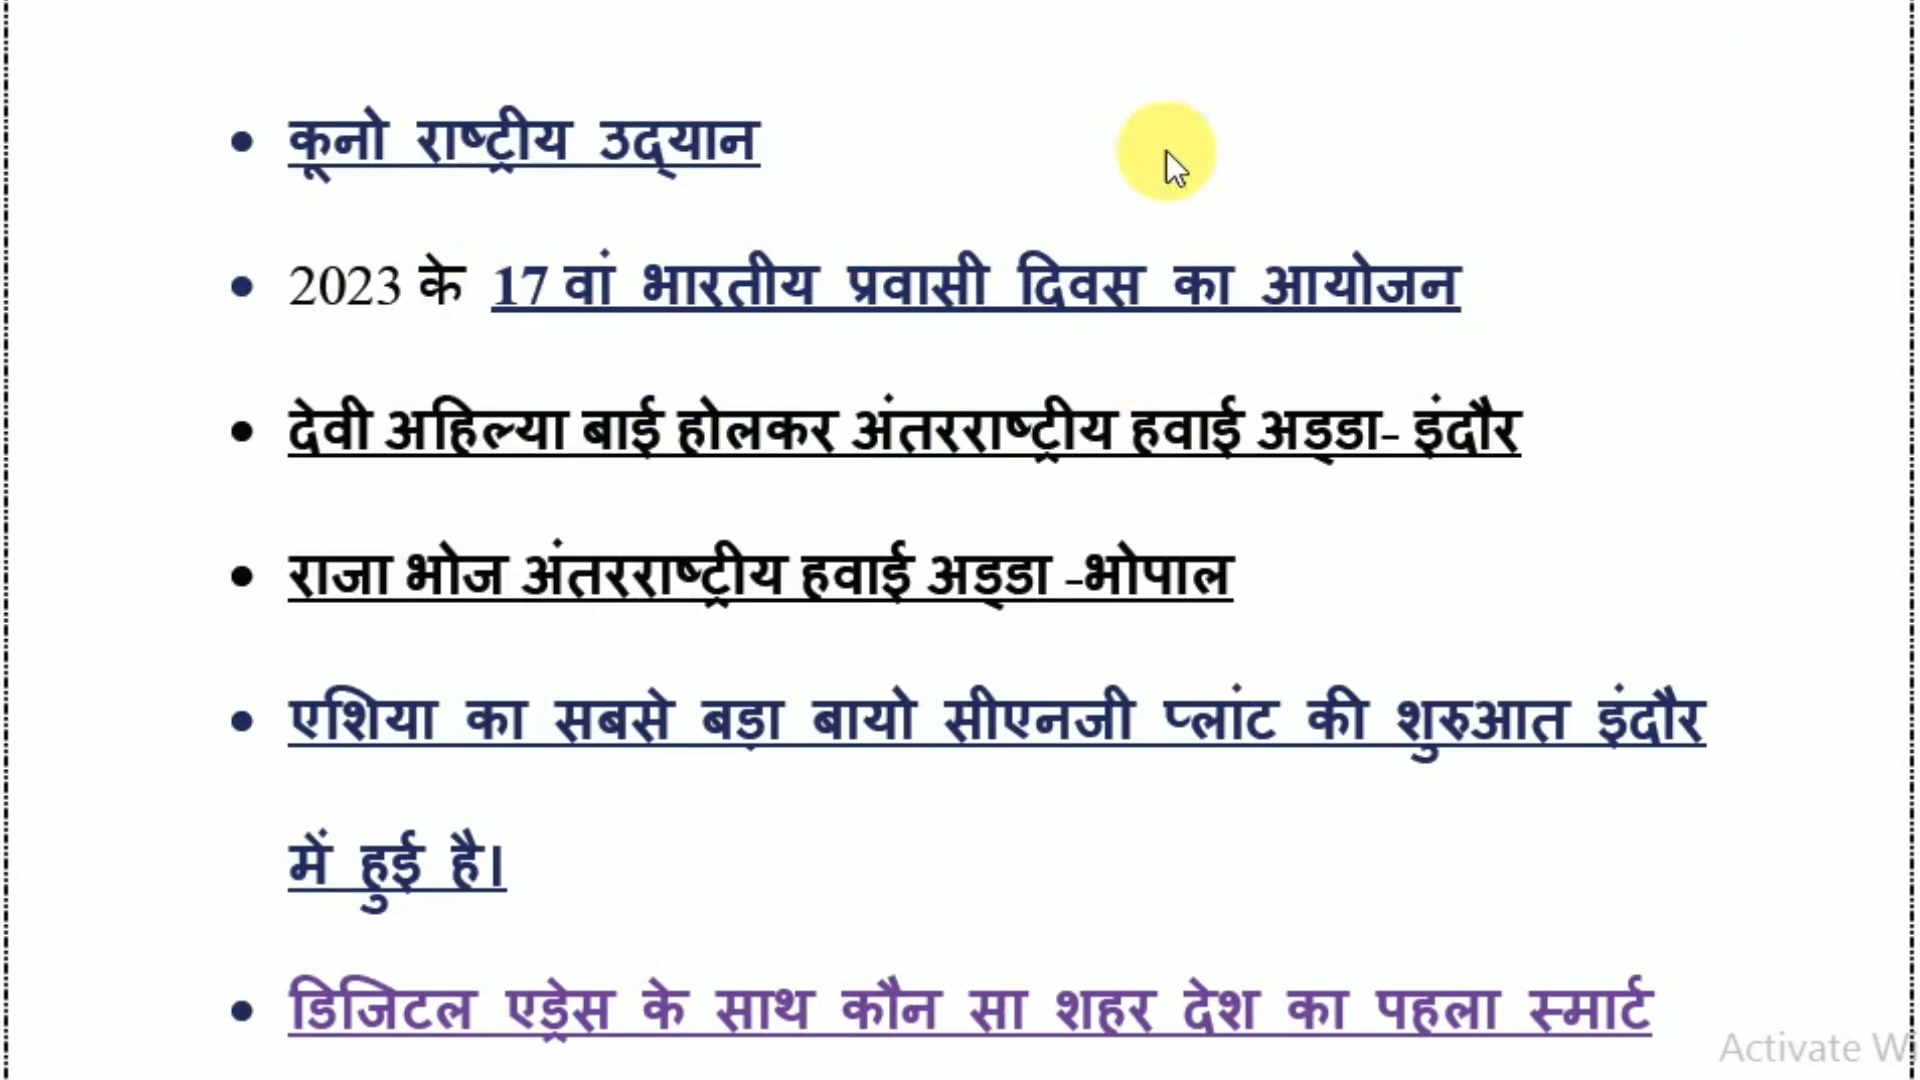 कूनो राष्ट्रीय उद्यान
2023 के 17 वां भारतीय प्रवासी दिवस का आयोजन
देवी अहिल्या बाई होलकर अंतरराष्ट्रीय हवाई अड्डा- इंदौर
राजा भोज अंतरराष्ट्रीय हवाई अड्डा -भोपाल
एशिया का सबसे बड़ा बायो सीएनजी प्लांट की शुरुआत इंदौर
में हुई है।
डिजिटल एड्रेस के साथ कौन सा शहर देश का पहला स्मार्ट
Activate